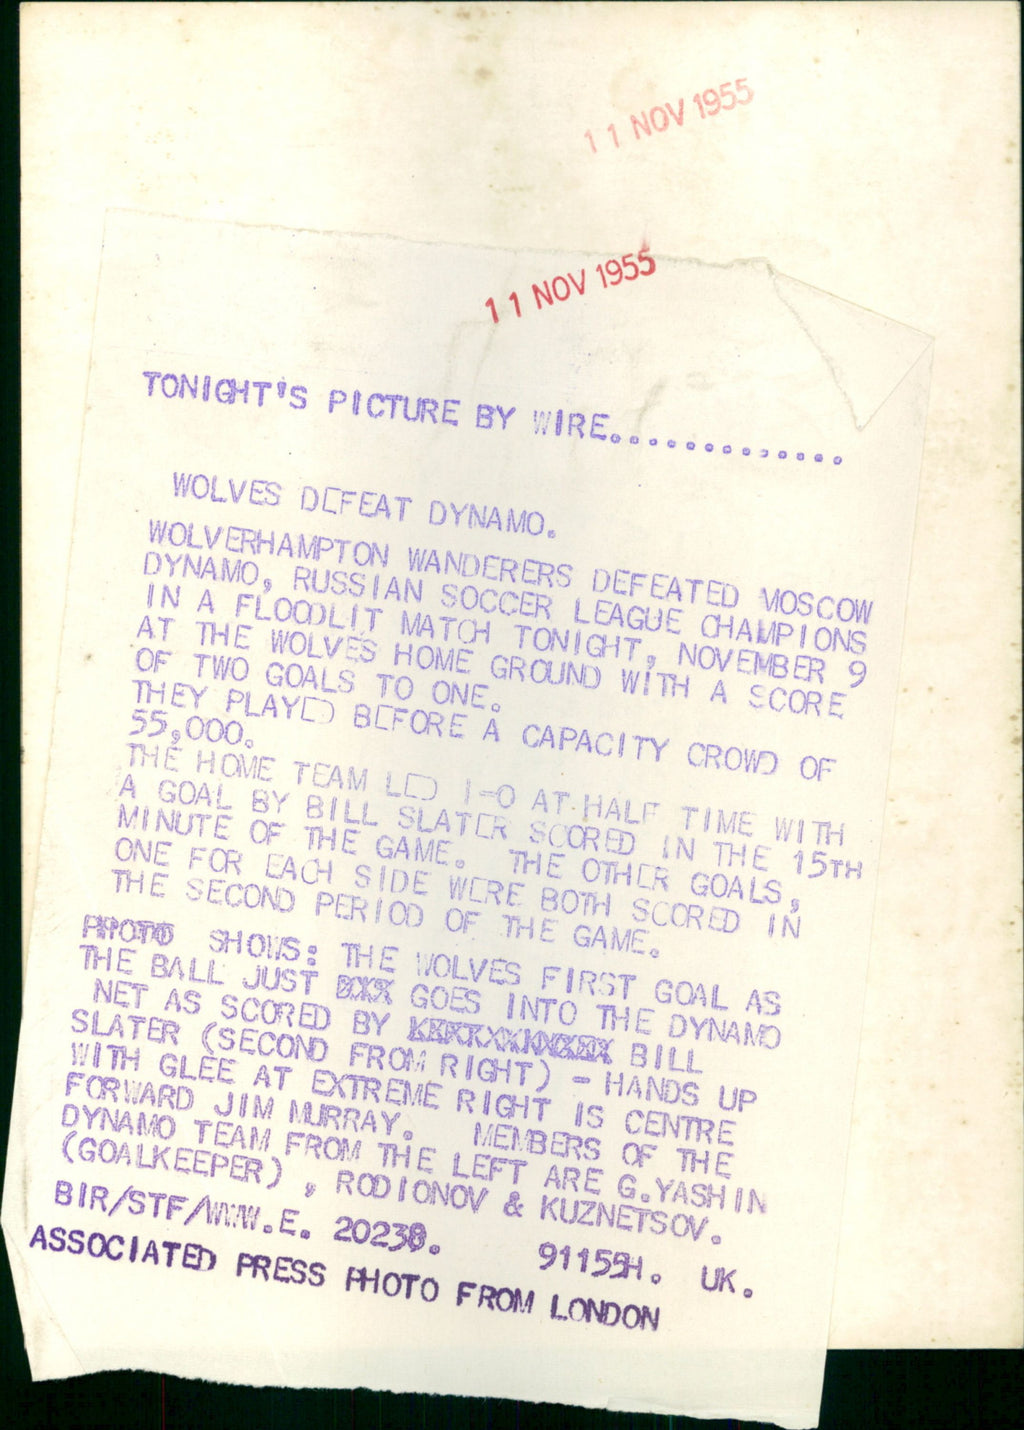 11 NOV 1955
11 NOV 1955
TONIGHT'S PICTURE BY WIRE..............
WOLVES DEFEAT DYNAMO.
WOLVERHAMPTON WANDERERS DEFEATED MOSCOW
DYNAMO, RUSSIAN SOCCER LEAGUE CHAMPIONS
IN A FLOODLIT MATCH TONIGHT, NOVEMBER 9
AT THE WOLVES HOME GROUND WITH A SCORE
OF TWO GOALS TO ONE.
THEY PLAYED BEFORE A CAPACITY CROWD OF
55,000.
THE HOME TEAM LED 1-0 AT HALF TIME WITH
A GOAL BY BILL SLATER SCORED IN THE 15TH
MINUTE OF THE GAME. THE OTHER GOALS,
ONE FOR EACH SIDE WERE BOTH SCORED IN
THE SECOND PERIOD OF THE GAME.
PHOTO SHOWS: THE WOLVES FIRST GOAL AS
THE BALL JUST GOES INTO THE DYNAMO
NET AS SCORED BY BILL
SLATER (SECOND FROM RIGHT) - HANDS UP
WITH GLEE AT EXTREME RIGHT IS CENTRE
FORWARD JIM MURRAY. MEMBERS OF THE
DYNAMO TEAM FROM THE LEFT ARE G.YASHIN
(GOALKEEPER) , RODIONOV & KUZNETSOV.
BIR/STF/WWW.E. UK.
ASSOCIATED PRESS PHOTO FROM LONDON